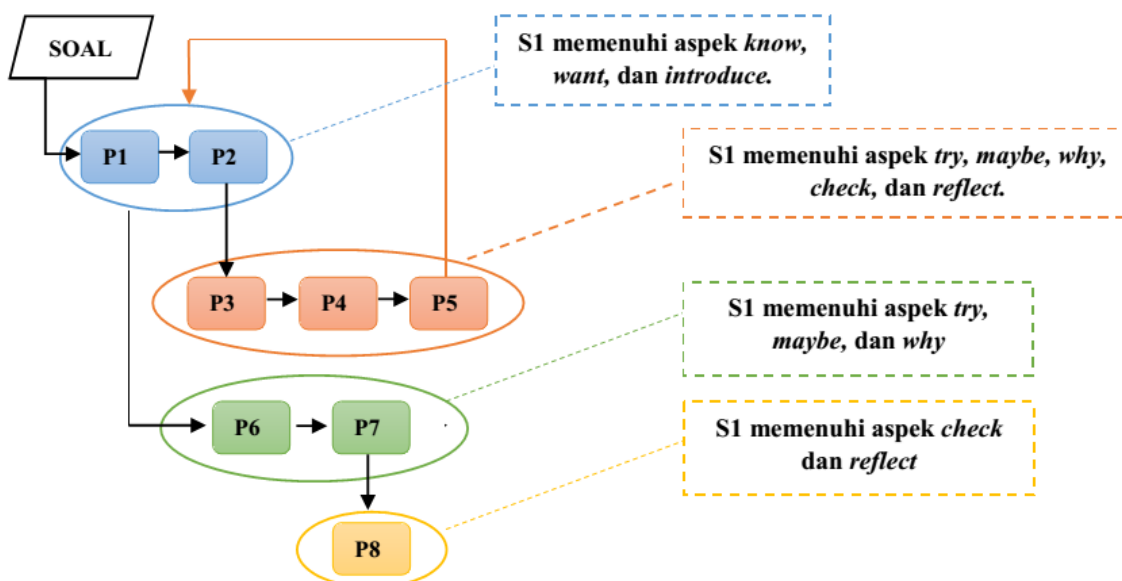 SOAL
S1 memenuhi aspek know,
want, dan introduce.
P1
P2
S1 memenuhi aspek try, maybe, why,
check, dan reflect.
P3
P4
P5
S1 memenuhi aspek try,
maybe, dan why
P6
P7
S1 memenuhi aspek check
dan reflect
P8